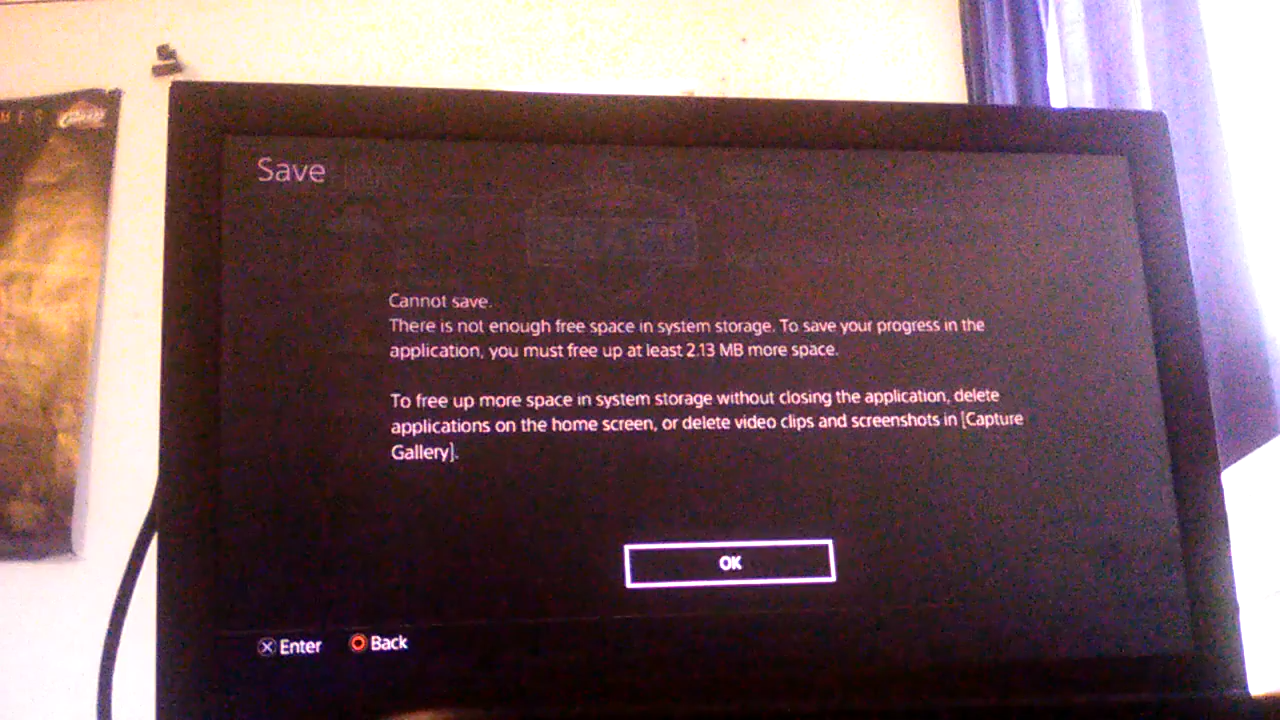 Save
Cannot save.
There is not enough free space in system storage. To save your progress in the
application, you must free up at least 2.13 MB more space.
To free up more space in system storage without closing the application, delete
applications on the home screen, or delete video clips and screenshots in [Capture
Gallery].
OK
Enter
Back